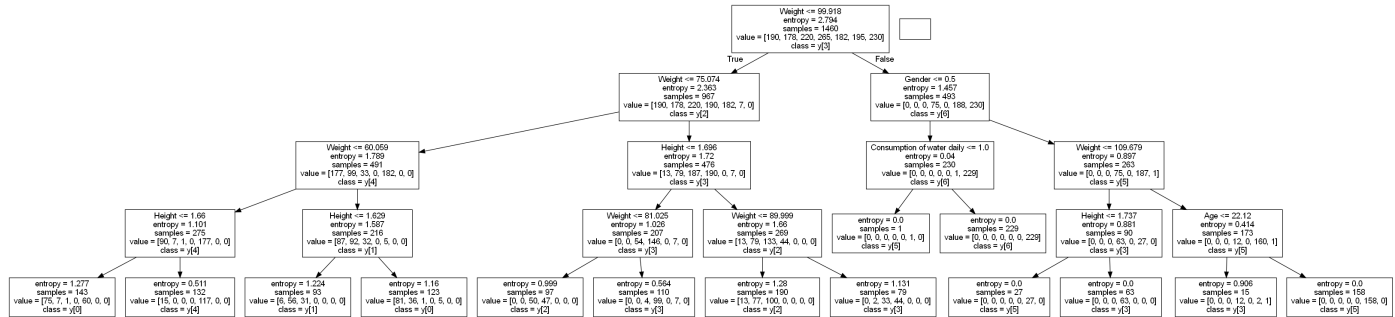 Weight <= 99.918
entropy = 2.794
samples = 1460
value = [190, 178, 220, 265, 182, 195, 230]
class = y[3]
True
False
Weight <= 75.074
entropy = 2.363
samples = 967
value = [190, 178, 220, 190, 182, 7, 0]
class = y[2]
Gender <= 0.5
entropy = 1.457
samples = 493
value = [0, 0, 0, 75, 0, 188, 230]
class = y[6]
Weight <= 60.059
entropy = 1.789
samples = 491
value = [177, 99, 33, 0, 182, 0, 0]
class = y[4]
Height <= 1.696
entropy = 1.72
samples = 476
value = [13, 79, 187, 190, 0, 7, 0]
class = y[3]
Consumption of water daily <= 1.0
entropy = 0.04
samples = 230
value = [0, 0, 0, 0, 0, 1, 229]
class = y[6]
Weight <= 109.679
entropy = 0.897
samples = 263
value = [0, 0, 0, 75, 0, 187, 1]
class = y[5]
Height <= 1.66
entropy = 1.101
samples = 275
value = [90, 7, 1, 0, 177, 0, 0]
class = y[4]
Height <= 1.629
entropy = 1.587
samples = 216
value = [87, 92, 32, 0, 5, 0, 0]
class = y[1]
Weight <= 81.025
entropy = 1.026
samples = 207
value = [0, 0, 54, 146, 0, 7, 0]
class = y[3]
Weight <= 89.999
entropy = 1.66
samples = 269
value = [13, 79, 133, 44, 0, 0, 0]
class = y[2]
entropy = 0.0
samples = 1
value = [0, 0, 0, 0, 0, 1, 0]
class = y[5]
entropy = 0.0
samples = 229
value = [0, 0, 0, 0, 0, 0, 229]
class = y[6]
Height <= 1.737
entropy = 0.881
samples = 90
value = [0, 0, 0, 63, 0, 27, 0]
class = y[3]
Age <= 22.12
entropy = 0.414
samples = 173
value = [0, 0, 0, 12, 0, 160, 1]
class = y[5]
entropy = 1.277
samples = 143
value = [75, 7, 1, 0, 60, 0, 0]
class = y[0]
entropy = 0.511
samples = 132
value = [15, 0, 0, 0, 117, 0, 0]
class = y[4]
entropy = 1.224
samples = 93
value = [6, 56, 31, 0, 0, 0, 0]
class = y[1]
entropy = 1.16
samples = 123
value = [81, 36, 1, 0, 5, 0, 0]
class = y[0]
entropy = 0.999
samples = 97
value = [0, 0, 50, 47, 0, 0, 0]
class = y[2]
entropy = 0.564
samples = 110
value = [0, 0, 4, 99, 0, 7, 0]
class = y[3]
entropy = 1.28
samples = 190
value = [13, 77, 100, 0, 0, 0, 0]
class = y[2]
entropy = 1.131
samples = 79
value = [0, 2, 33, 44, 0, 0, 0]
class = y[3]
entropy = 0.0
samples = 27
value = [0, 0, 0, 0, 0, 27, 0]
class = y[5]
entropy = 0.0
samples = 63
value = [0, 0, 0, 63, 0, 0, 0]
class = y[3]
entropy = 0.906
samples = 15
value = [0, 0, 0, 12, 0, 2, 1]
class = y[3]
entropy = 0.0
samples = 158
value = [0, 0, 0, 0, 0, 158, 0]
class = y[5]